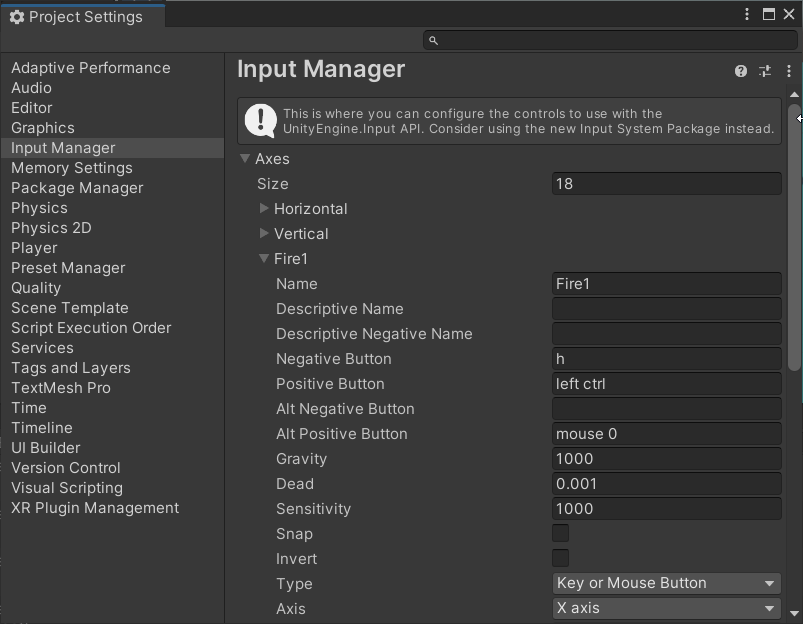 Project Settings
Adaptive Performance
Audio
Editor
Graphics
Input Manager
Memory Settings
Package Manager
Physics
Physics 2D
Player
Preset Manager
Quality
Scene Template
Script Execution Order
Services
Tags and Layers
TextMesh Pro
Time
Timeline
UI Builder
Version Control
Visual Scripting
XR Plugin Management
Input Manager
This is where you can configure the controls to use with the
UnityEngine.Input API. Consider using the new Input System Package instead.
Axes
Size 18
Horizontal
Vertical
Fire1
Name Fire1
Descriptive Name
Descriptive Negative Name
Negative Button h
Positive Button left ctrl
Alt Negative Button
Alt Positive Button mouse 0
Gravity 1000
Dead 0.001
Sensitivity 1000
Snap
Invert
Type Key or Mouse Button
Axis X axis